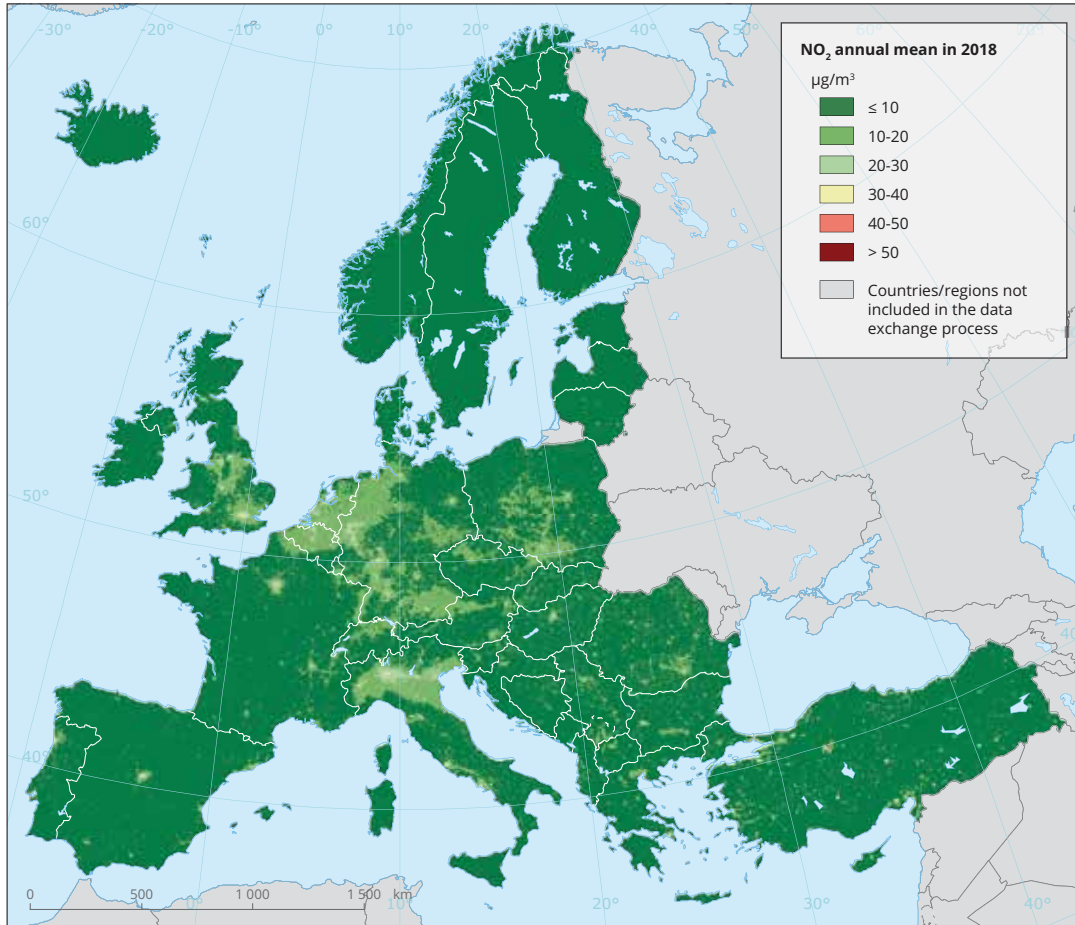 -30° -20° -10° 0° 10° 20° 30° 40° 50° 60° 70°
NO₂ annual mean in 2018
µg/m³
≤ 10
10-20
20-30
30-40
40-50
> 50
Countries/regions not
included in the data
exchange process
60°
50°
40°
40°
0 500 1 000 1 500 km
0° 10° 20° 30° 40°